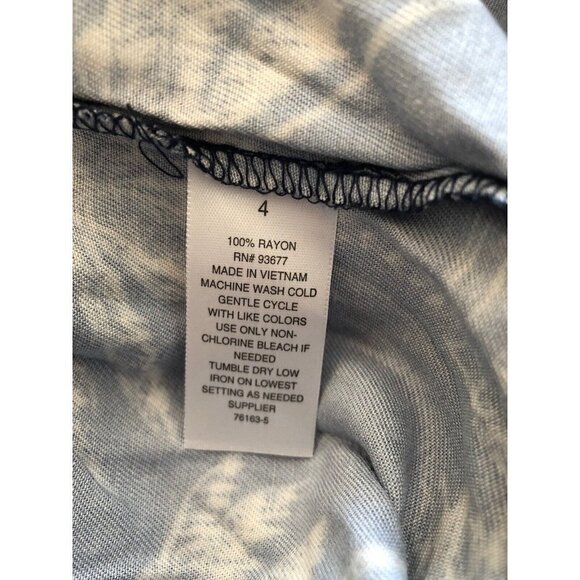 4
100% RAYON
RN# 93677
MADE IN VIETNAM
MACHINE WASH COLD
GENTLE CYCLE
WITH LIKE COLORS
USE ONLY NON-
CHLORINE BLEACH IF
NEEDED
TUMBLE DRY LOW
IRON ON LOWEST
SETTING AS NEEDED
SUPPLIER
76163-5